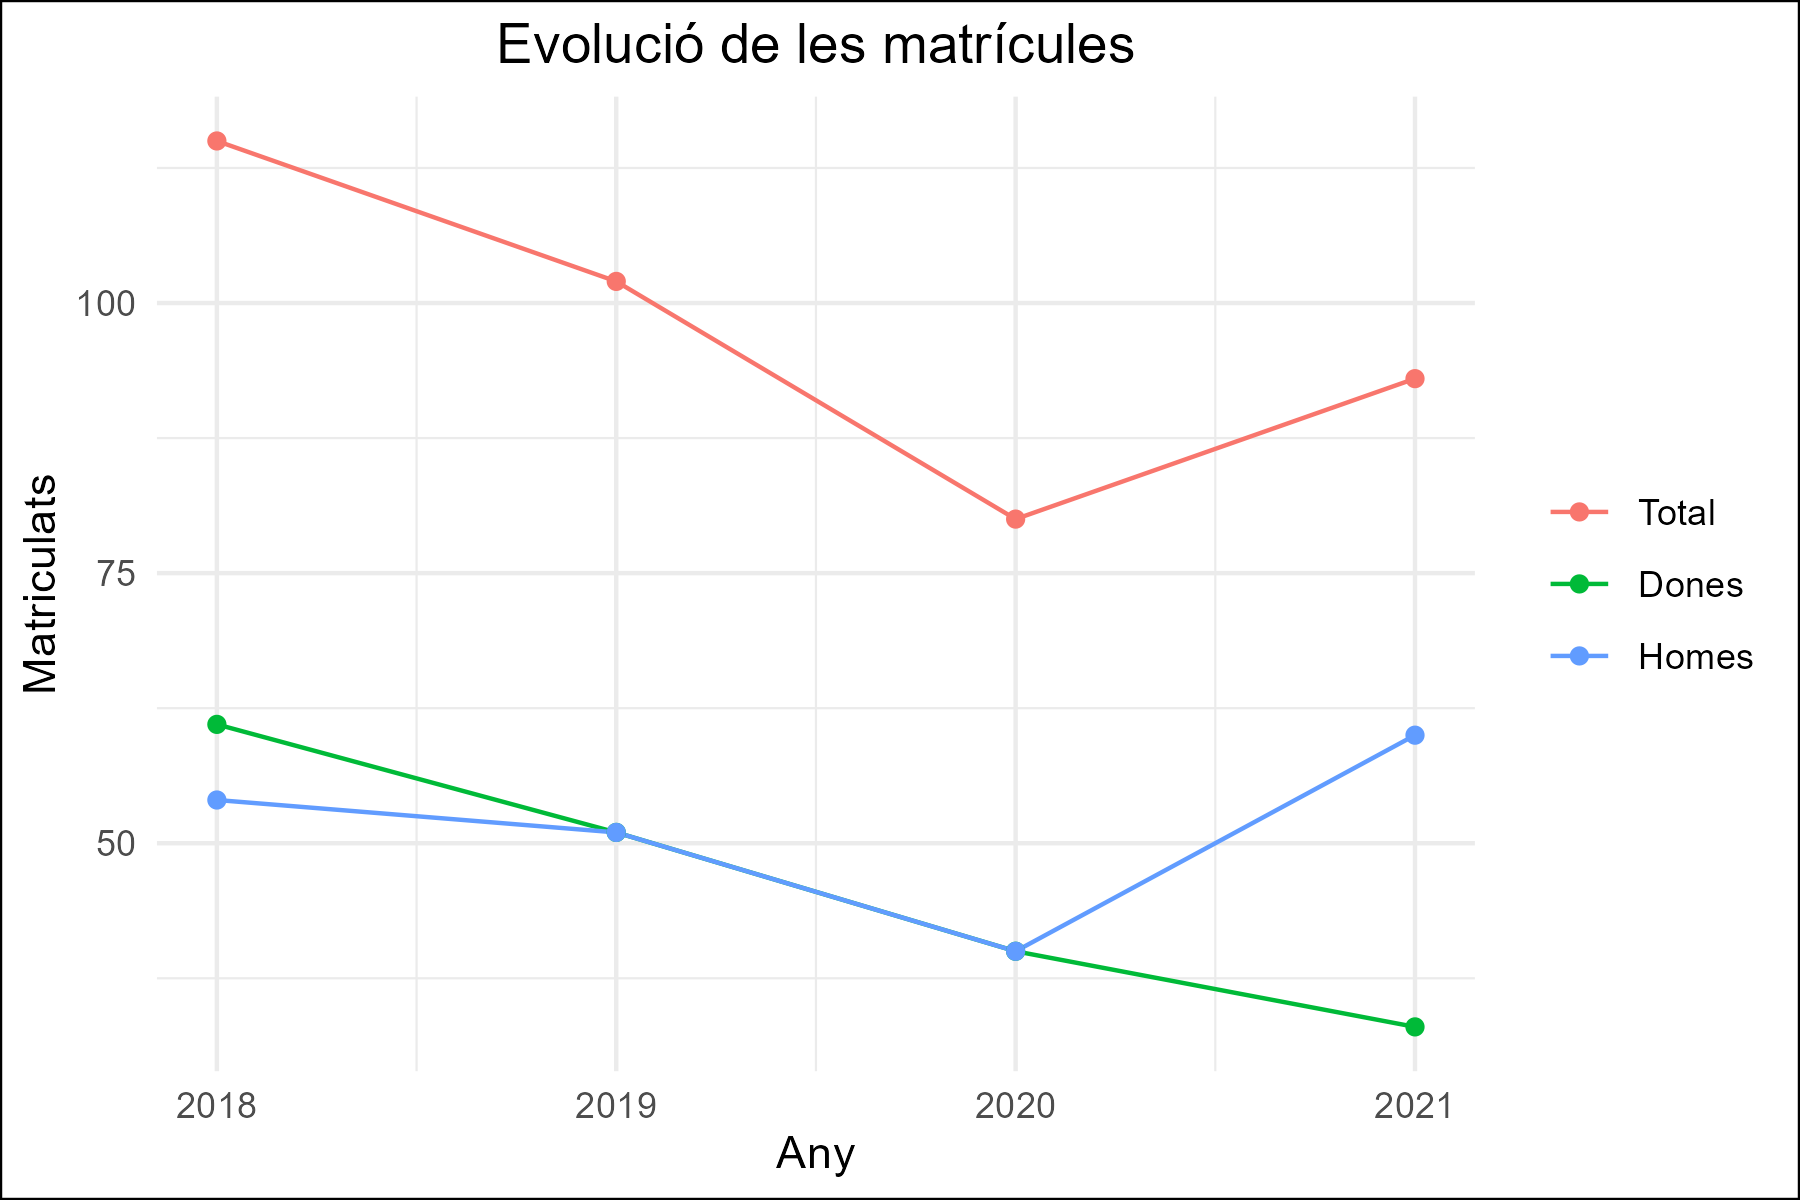 Evolució de les matrícules
Matriculats
100
75
50
2018 2019 2020 2021
Any
Total
Dones
Homes